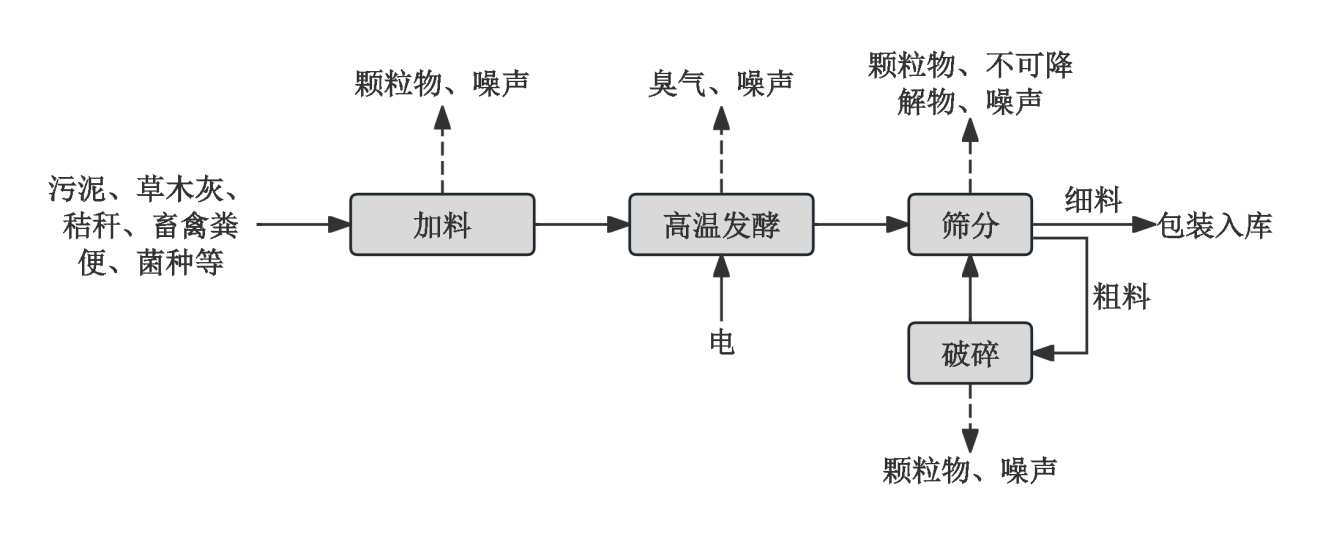 颗粒物、噪声
臭气、噪声
颗粒物、不可降
解物、噪声
污泥、草木灰、
秸秆、畜禽粪
便、菌种等
加料
高温发酵
筛分
细料
包装入库
粗料
电
破碎
颗粒物、噪声